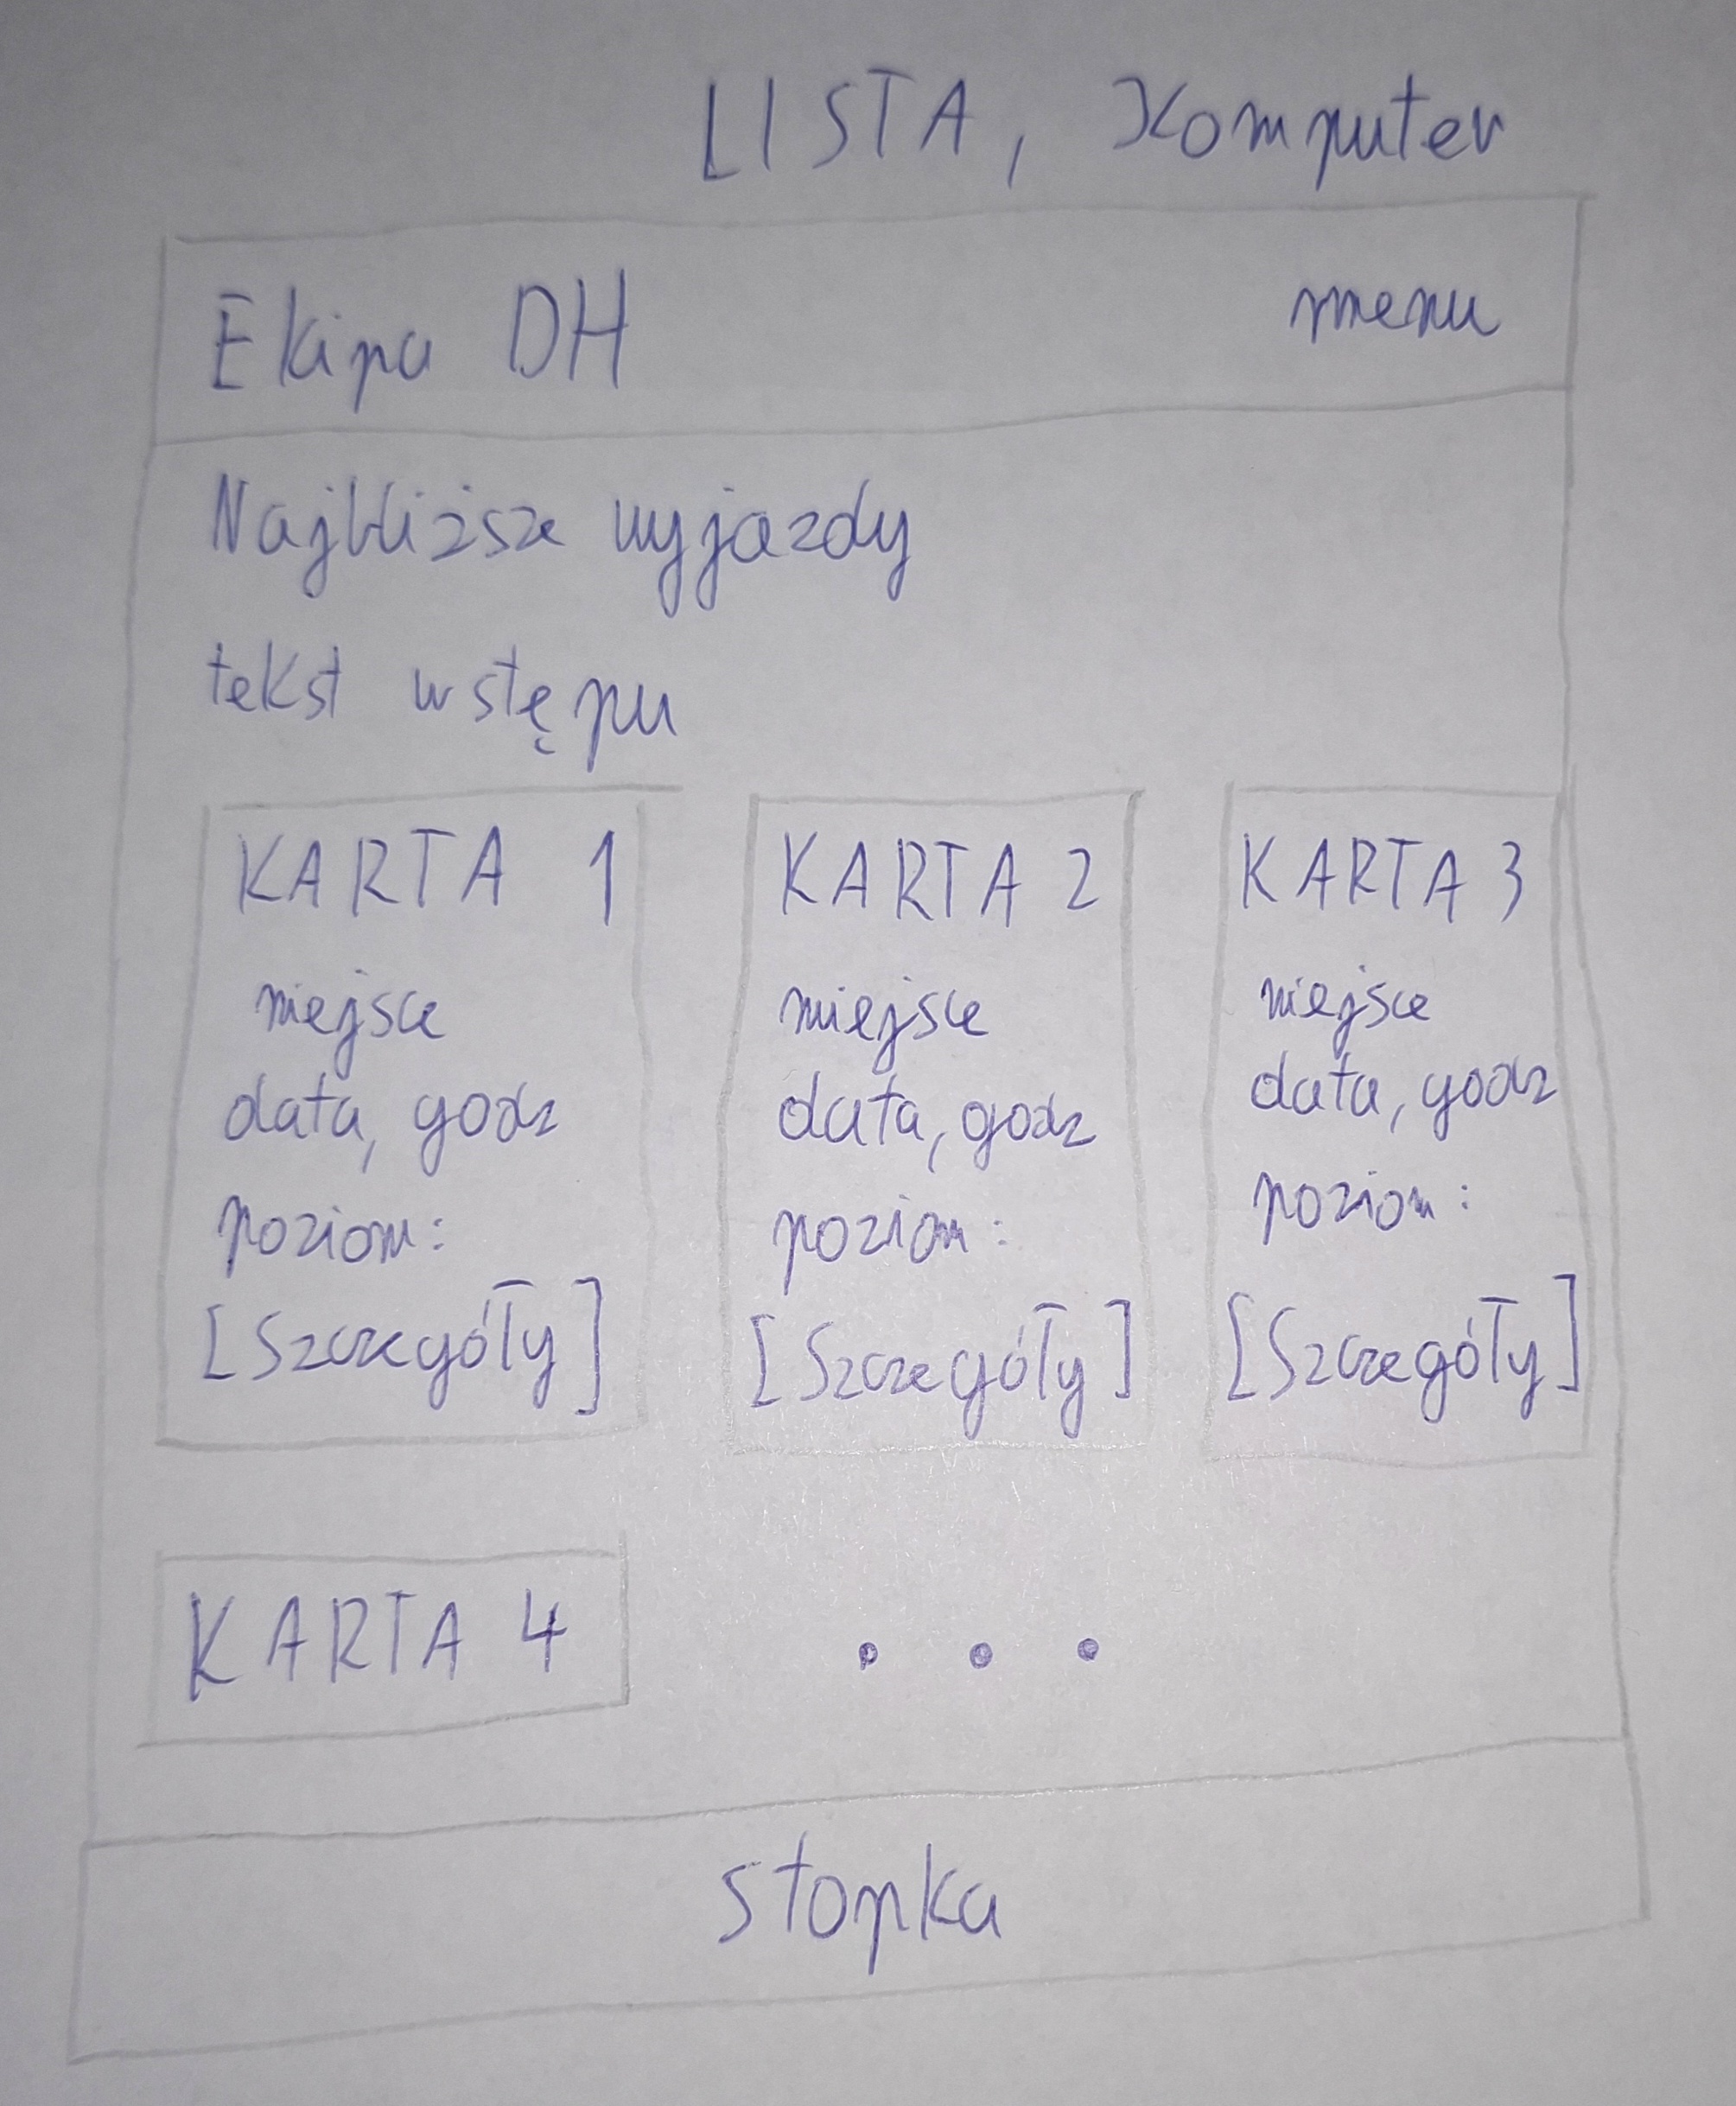 LISTA, Komputer
Ekipa DH menu
Najbliższe wyjazdy
tekst wstępu
KARTA 1 KARTA 2 KARTA 3
miejsce miejsce miejsce
data, godz data, godz data, godz
poziom: poziom: poziom:
[Szczegóły] [Szczegóły] [Szczegóły]
KARTA 4 . . .
stopka